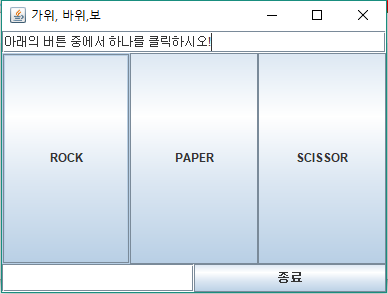 가위, 바위,보
아래의 버튼 중에서 하나를 클릭하시오!
ROCK PAPER SCISSOR
종료